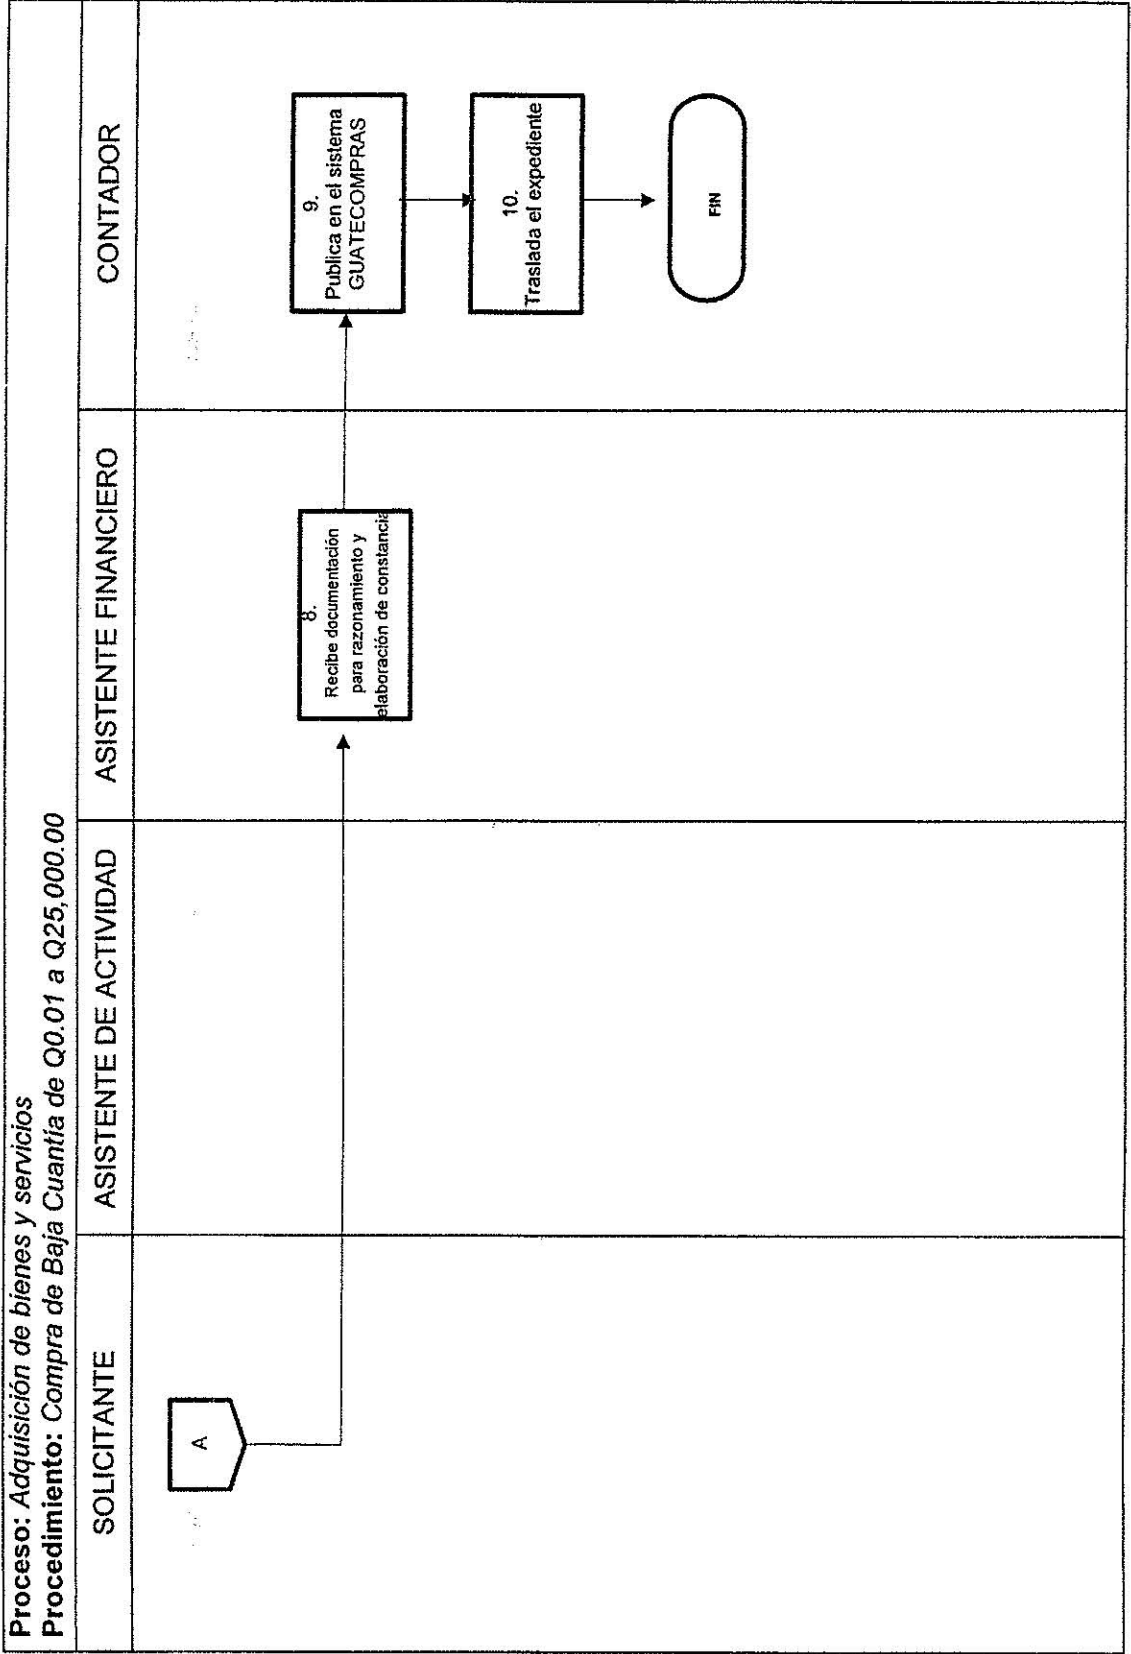 Proceso: Adquisición de bienes y servicios
Procedimiento: Compra de Baja Cuantía de Q0.01 a Q25,000.00
SOLICITANTE
ASISTENTE DE ACTIVIDAD
ASISTENTE FINANCIERO
CONTADOR
A
8.
Recibe documentación
para razonamiento y
elaboración de constancia
9.
Publica en el sistema
GUATECOMPRAS
10.
Traslada el expediente
FIN